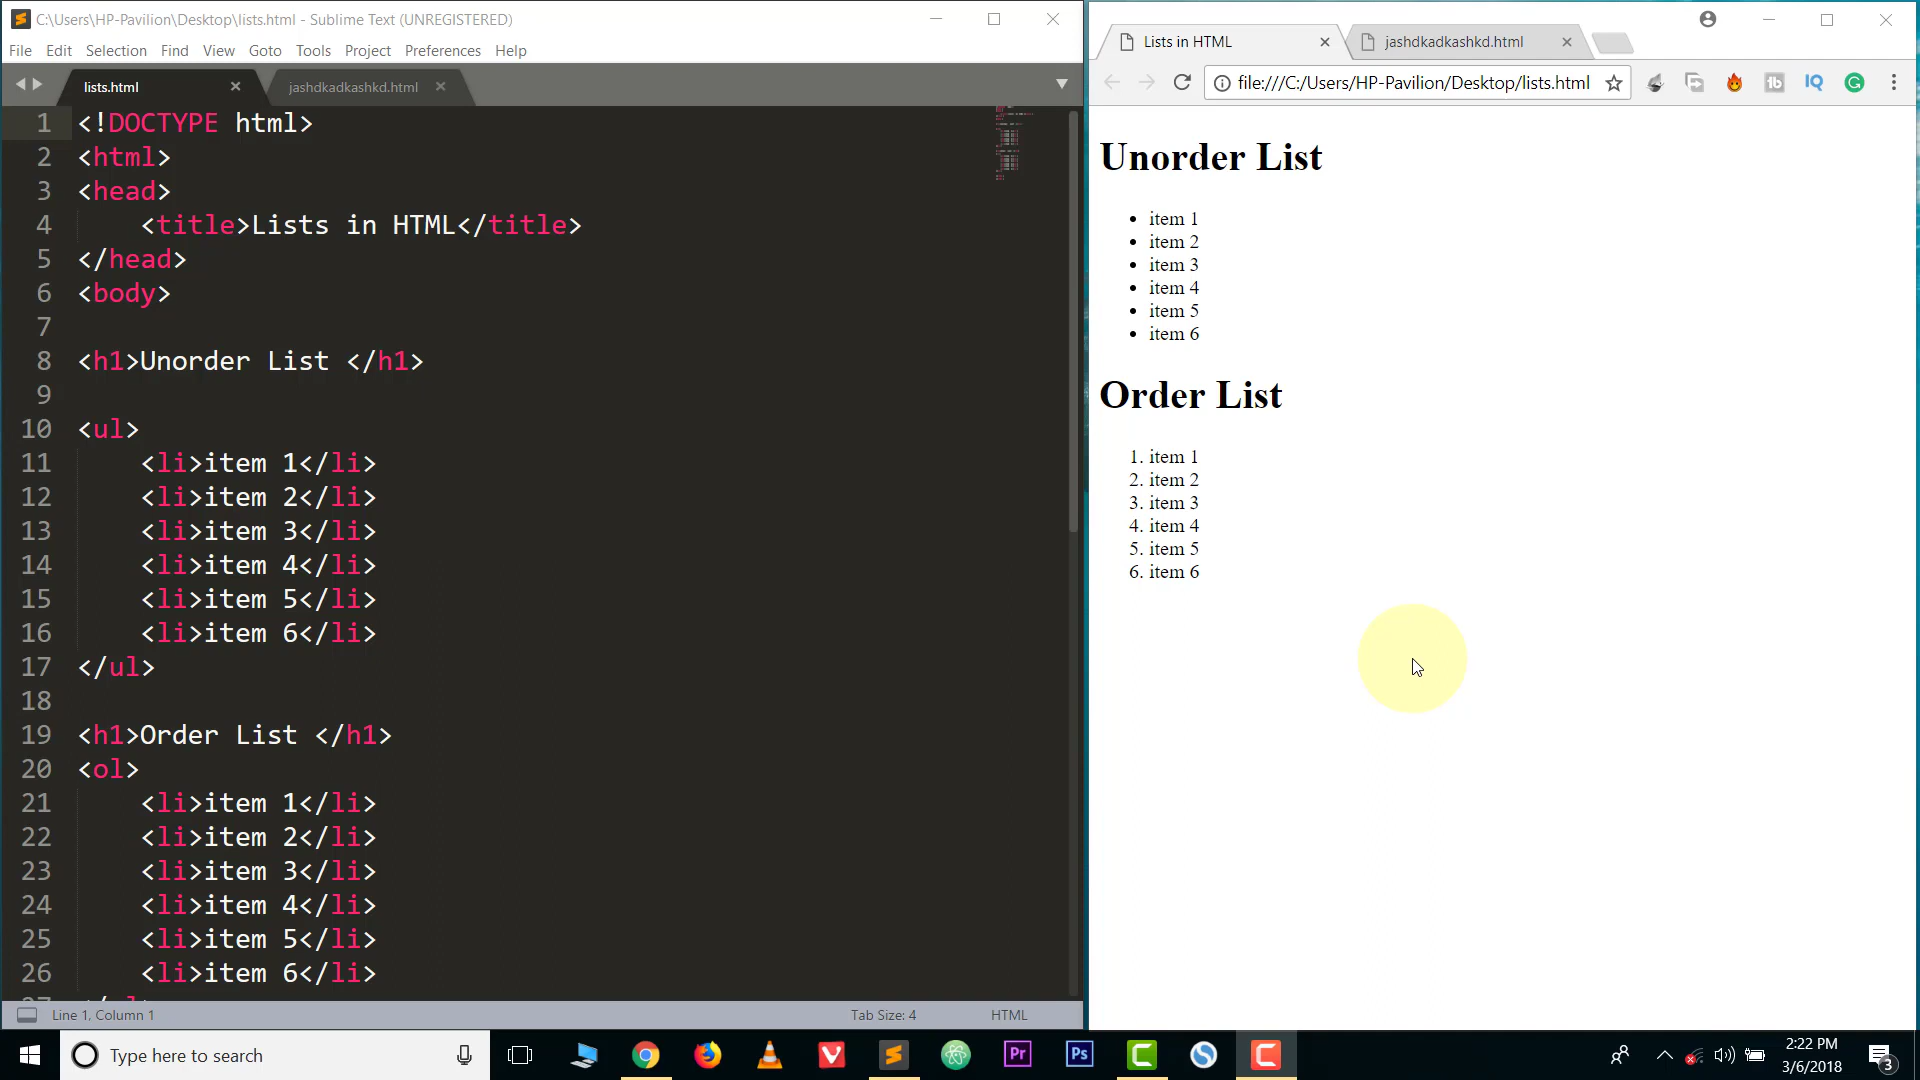 C:\Users\HP-Pavilion\Desktop\lists.html - Sublime Text (UNREGISTERED)
File Edit Selection Find View Goto Tools Project Preferences Help
lists.html jashdkadkashkd.html
1 <!DOCTYPE html>
2 <html>
3 <head>
4 <title>Lists in HTML</title>
5 </head>
6 <body>
7
8 <h1>Unorder List </h1>
9
10 <ul>
11 <li>item 1</li>
12 <li>item 2</li>
13 <li>item 3</li>
14 <li>item 4</li>
15 <li>item 5</li>
16 <li>item 6</li>
17 </ul>
18
19 <h1>Order List </h1>
20 <ol>
21 <li>item 1</li>
22 <li>item 2</li>
23 <li>item 3</li>
24 <li>item 4</li>
25 <li>item 5</li>
26 <li>item 6</li>
Line 1, Column 1 Tab Size: 4 HTML
Lists in HTML jashdkadkashkd.html
file:///C:/Users/HP-Pavilion/Desktop/lists.html
tb IQ G
Unorder List
• item 1
• item 2
• item 3
• item 4
• item 5
• item 6
Order List
1. item 1
2. item 2
3. item 3
4. item 4
5. item 5
6. item 6
Type here to search
Pr Ps
2:22 PM
3/6/2018
3